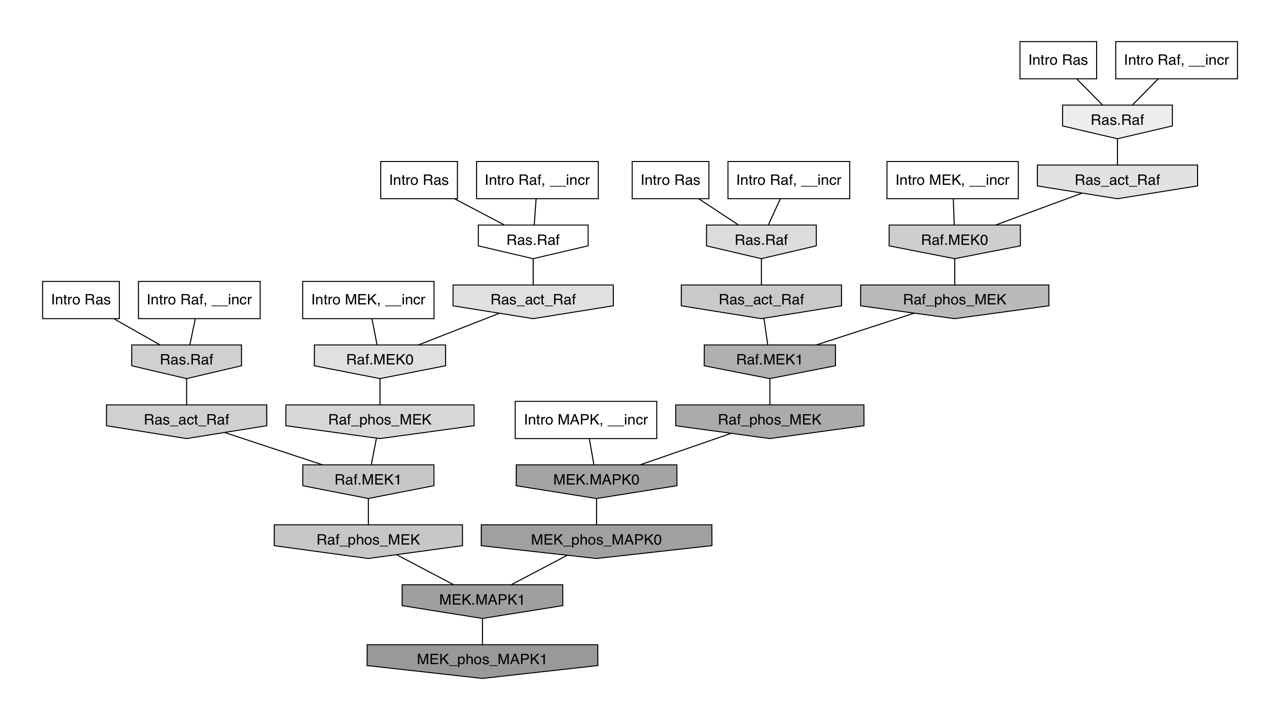 Intro Ras
Intro Raf, __incr
Ras.Raf
Intro Ras
Intro Raf, __incr
Intro Ras
Intro Raf, __incr
Intro MEK, __incr
Ras_act_Raf
Ras.Raf
Ras.Raf
Raf.MEK0
Intro Ras
Intro Raf, __incr
Intro MEK, __incr
Ras_act_Raf
Ras_act_Raf
Raf_phos_MEK
Ras.Raf
Raf.MEK0
Raf.MEK1
Ras_act_Raf
Raf_phos_MEK
Intro MAPK, __incr
Raf_phos_MEK
Raf.MEK1
MEK.MAPK0
Raf_phos_MEK
MEK_phos_MAPK0
MEK.MAPK1
MEK_phos_MAPK1